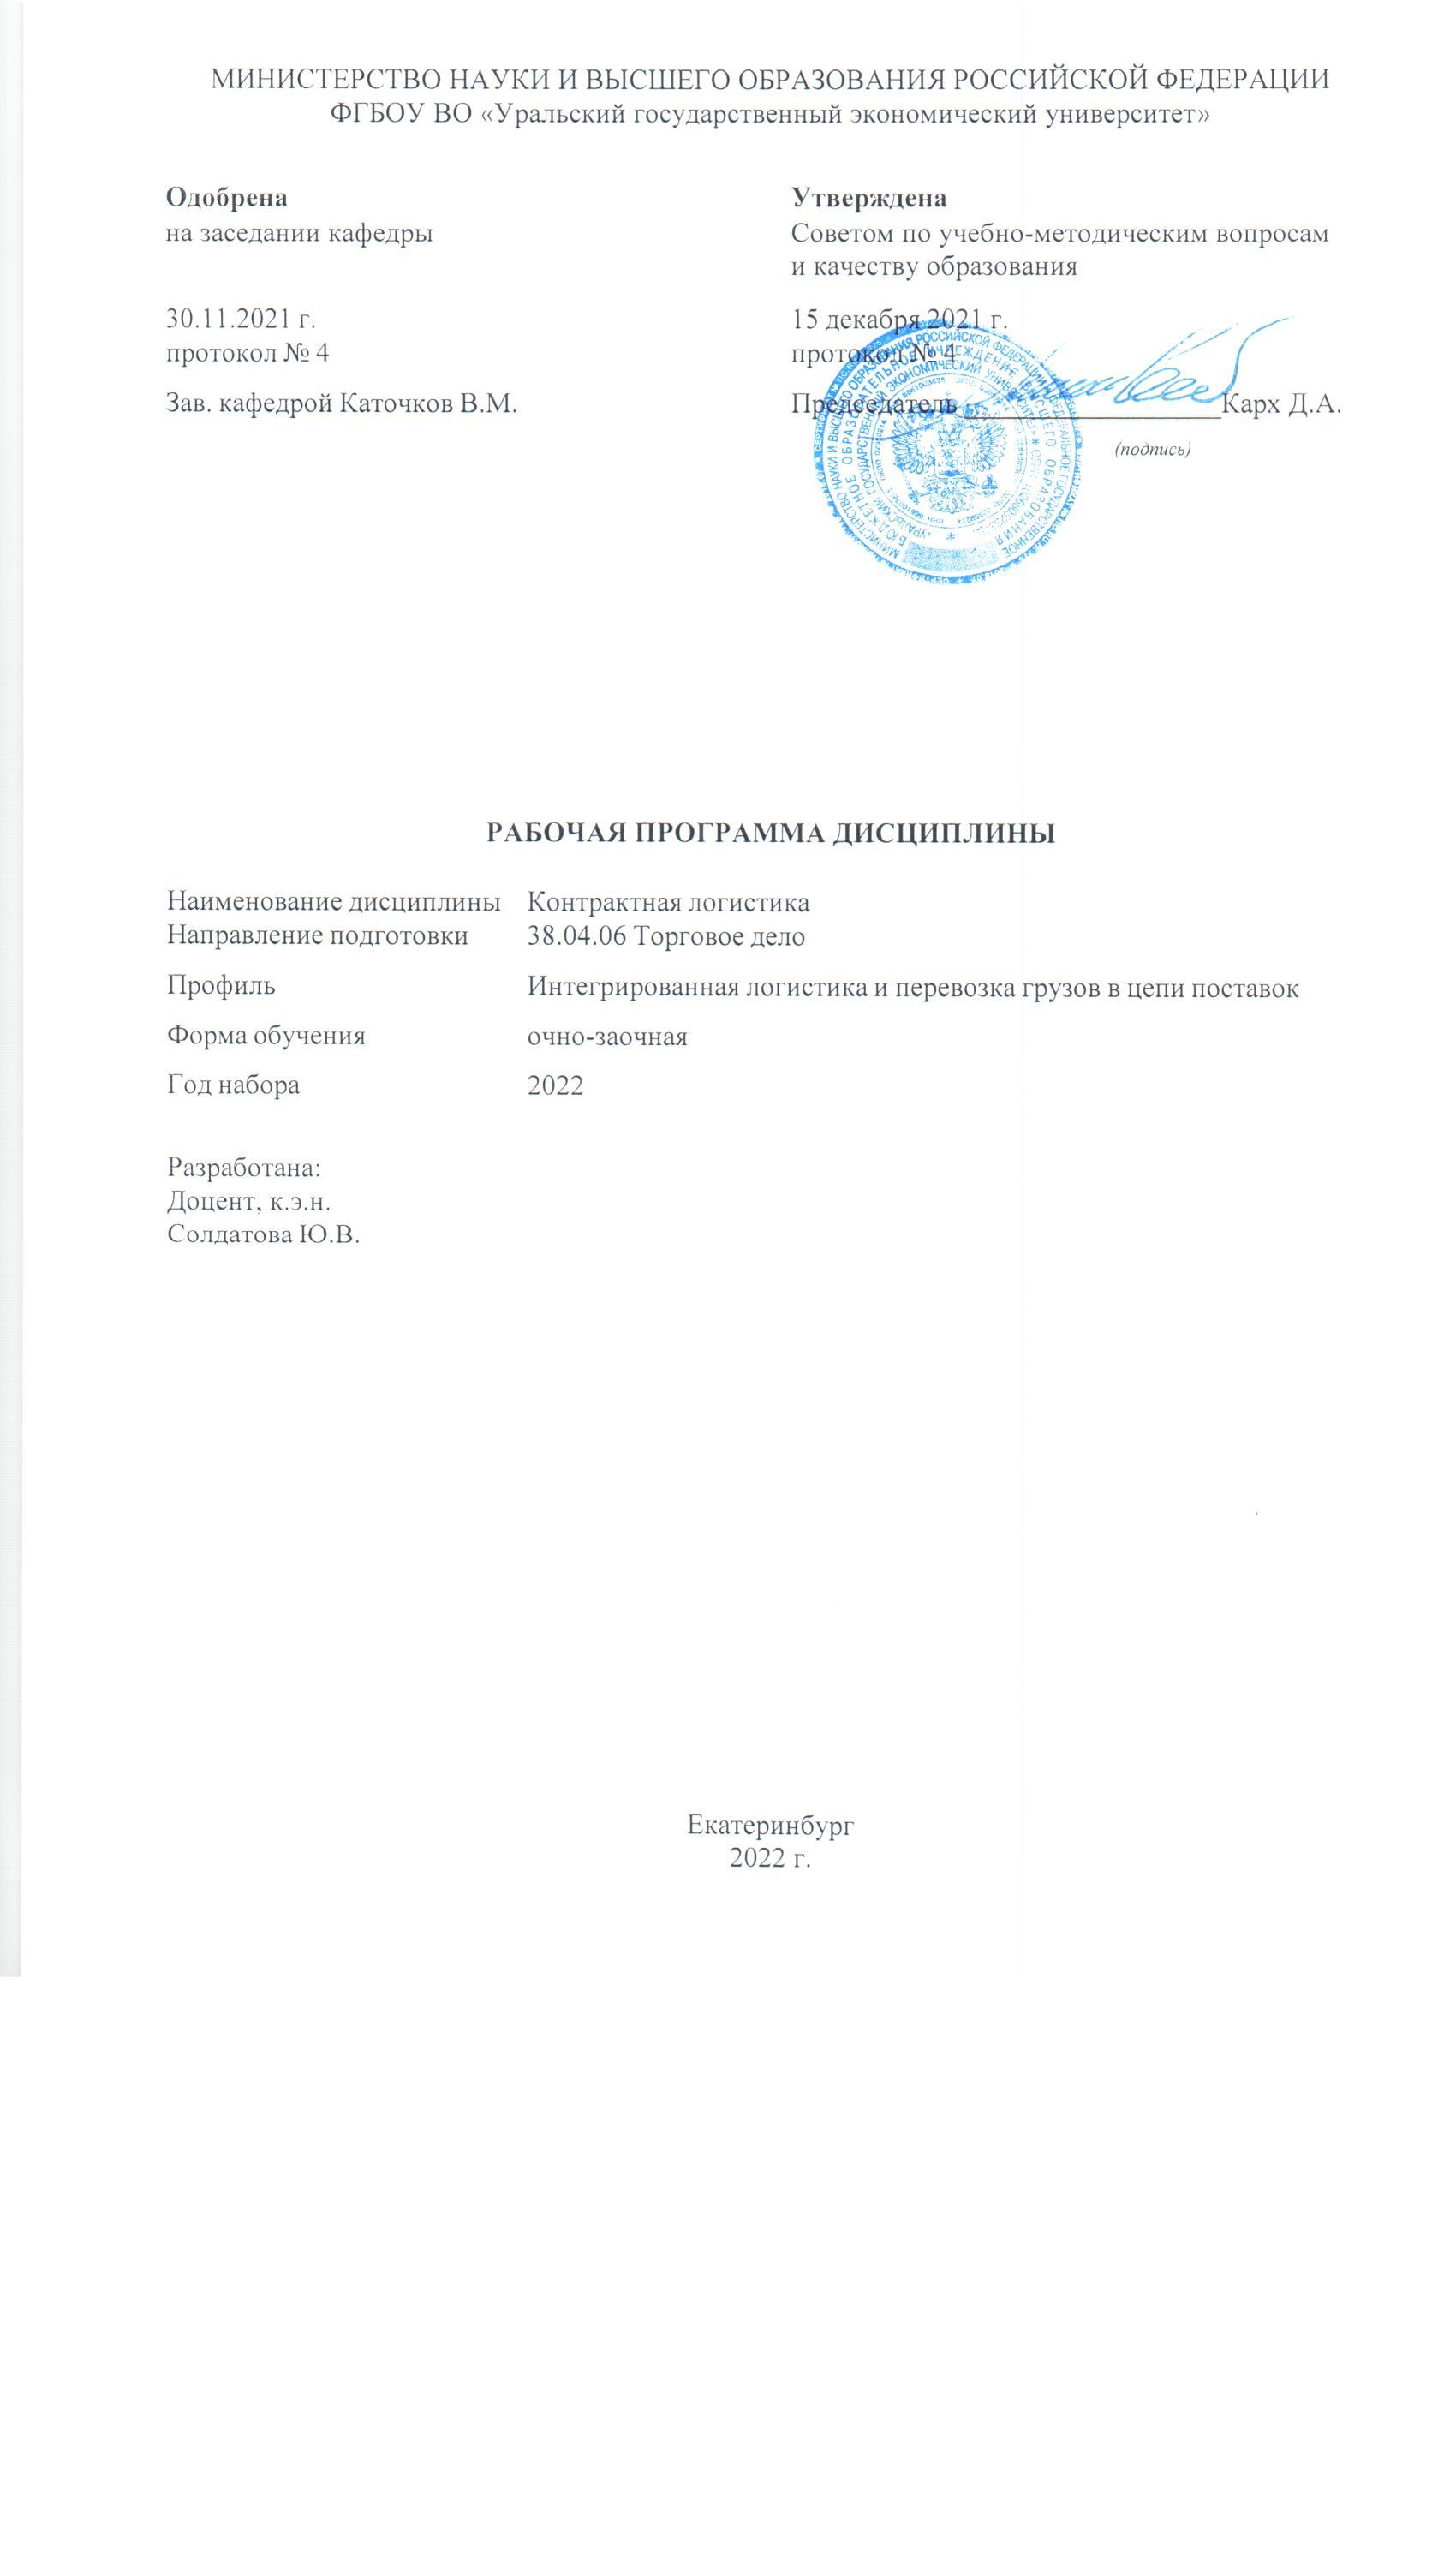 МИНИСТЕРСТВО НАУКИ И ВЫСШЕГО ОБРАЗОВАНИЯ РОССИЙСКОЙ ФЕДЕРАЦИИ
ФГБОУ ВО «Уральский государственный экономический университет»
Одобрена
на заседании кафедры
30.11.2021 г.
протокол № 4
Зав. кафедрой Каточков В.М.
Утверждена
Советом по учебно-методическим вопросам
и качеству образования
15 декабря 2021 г.
протокол № 4
Председатель ___________________Карх Д.А.
(подпись)
РАБОЧАЯ ПРОГРАММА ДИСЦИПЛИНЫ
Наименование дисциплины Контрактная логистика
Направление подготовки 38.04.06 Торговое дело
Профиль Интегрированная логистика и перевозка грузов в цепи поставок
Форма обучения очно-заочная
Год набора 2022
Разработана:
Доцент, к.э.н.
Солдатова Ю.В.
Екатеринбург
2022 г.